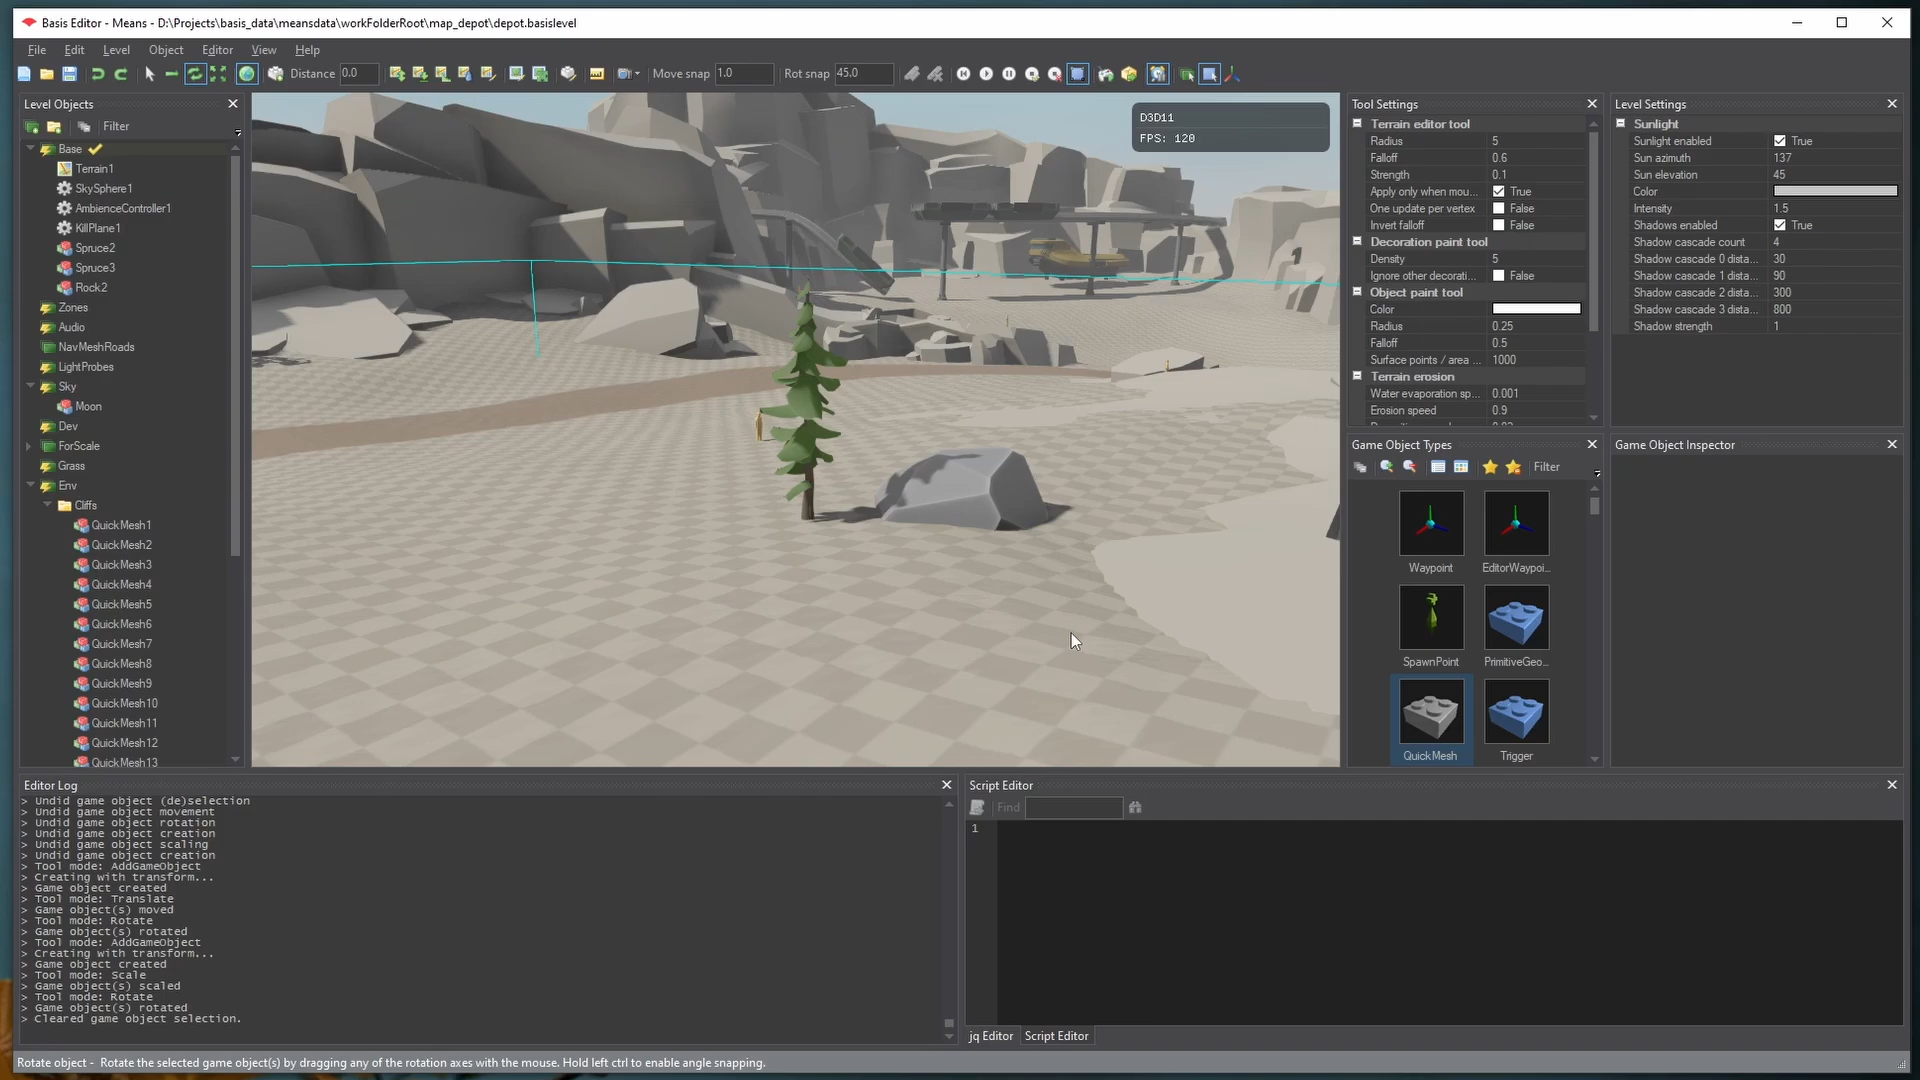 Basis Editor - Means - D:\Projects\basis_data\meansdata\workFolderRoot\map_depot\depot.basislevel
File Edit Level Object Editor View Help
Distance 0.0 Move snap 1.0 Rot snap 45.0
Level Objects
Filter
Base
Terrain1
SkySphere1
AmbienceController1
KillPlane1
Spruce2
Spruce3
Rock2
Zones
Audio
NavMeshRoads
LightProbes
Sky
Moon
Dev
ForScale
Grass
Env
Cliffs
QuickMesh1
QuickMesh2
QuickMesh3
QuickMesh4
QuickMesh5
QuickMesh6
QuickMesh7
QuickMesh8
QuickMesh9
QuickMesh10
QuickMesh11
QuickMesh12
QuickMesh13
D3D11
FPS: 120
Tool Settings
Terrain editor tool
Radius 5
Falloff 0.6
Strength 0.1
Apply only when mou... True
One update per vertex False
Invert falloff False
Decoration paint tool
Density 5
Ignore other decorati... False
Object paint tool
Color
Radius 0.25
Falloff 0.5
Surface points / area ... 1000
Terrain erosion
Water evaporation sp... 0.001
Erosion speed 0.9
Level Settings
Sunlight
Sunlight enabled True
Sun azimuth 137
Sun elevation 45
Color
Intensity 1.5
Shadows enabled True
Shadow cascade count 4
Shadow cascade 0 dista... 30
Shadow cascade 1 dista... 90
Shadow cascade 2 dista... 300
Shadow cascade 3 dista... 800
Shadow strength 1
Game Object Types
Filter
Waypoint EditorWaypoi...
SpawnPoint PrimitiveGeo...
QuickMesh Trigger
Game Object Inspector
Editor Log
> Undid game object (de)selection
> Undid game object movement
> Undid game object rotation
> Undid game object creation
> Undid game object scaling
> Undid game object creation
> Tool mode: AddGameObject
> Creating with transform...
> Game object created
> Tool mode: Translate
> Game object(s) moved
> Tool mode: Rotate
> Game object(s) rotated
> Tool mode: AddGameObject
> Creating with transform...
> Game object created
> Tool mode: Scale
> Game object(s) scaled
> Tool mode: Rotate
> Game object(s) rotated
> Cleared game object selection.
Script Editor
Find
1
jq Editor Script Editor
Rotate object - Rotate the selected game object(s) by dragging any of the rotation axes with the mouse. Hold left ctrl to enable angle snapping.